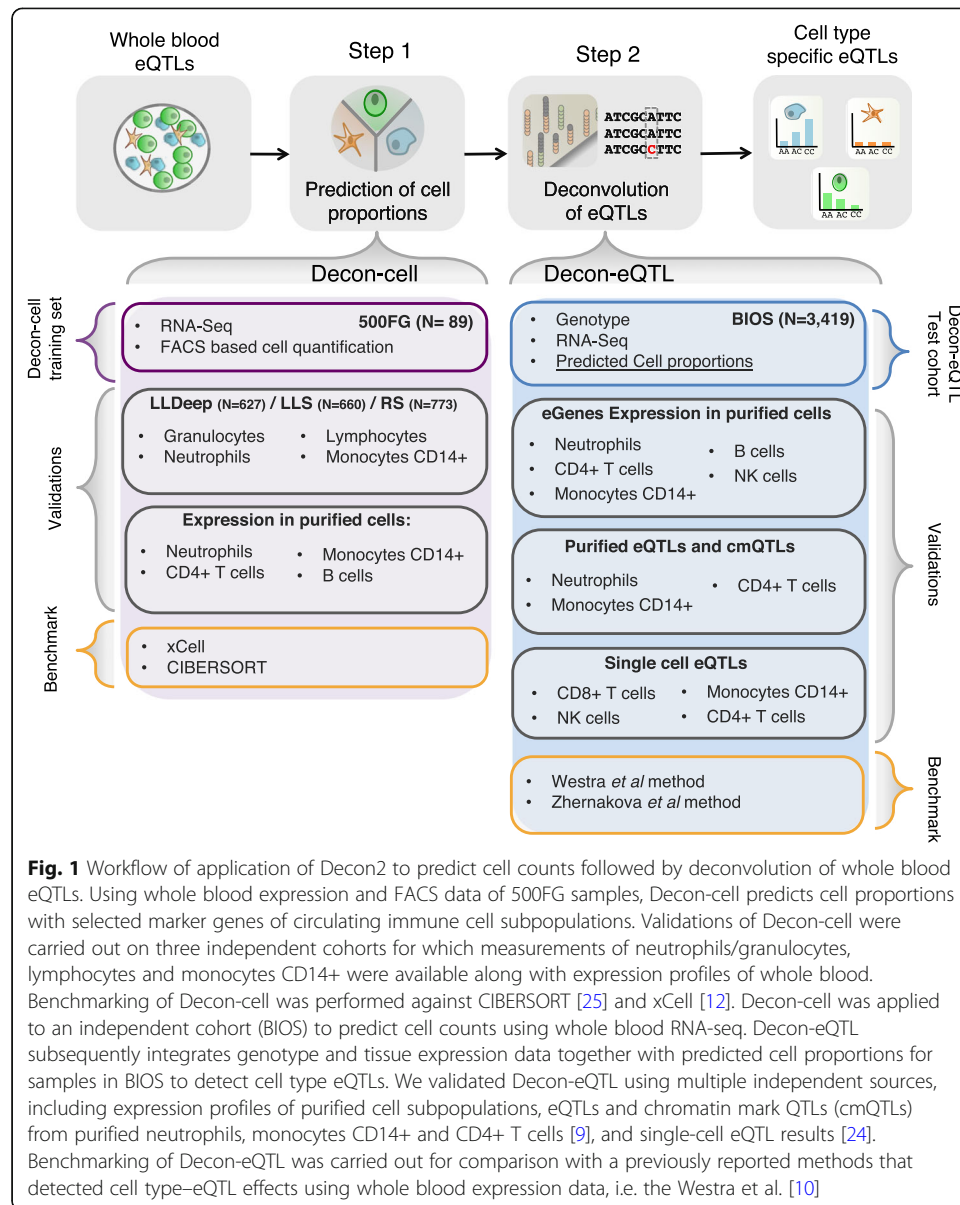 Whole blood
eQTLs
Step 1
Prediction of cell
proportions
Step 2
ATCGCATTC
ATCGCATTC
ATCGCCTTC
Deconvolution
of eQTLs
Cell type
specific eQTLs
AA AC CC
AA AC CC
AA AC CC
Decon-cell
Decon-cell
training set
• RNA-Seq
500FG (N= 89)
• FACS based cell quantification
Validations
LLDeep (N=627) / LLS (N=660) / RS (N=773)
• Granulocytes
• Lymphocytes
• Neutrophils
• Monocytes CD14+
Expression in purified cells:
• Neutrophils
• Monocytes CD14+
• CD4+ T cells
• B cells
Benchmark
• xCell
• CIBERSORT
Decon-eQTL
• Genotype
BIOS (N=3,419)
• RNA-Seq
• Predicted Cell proportions
Decon-eQTL
Test cohort
eGenes Expression in purified cells
• Neutrophils
• B cells
• CD4+ T cells
• NK cells
• Monocytes CD14+
Purified eQTLs and cmQTLs
• Neutrophils
• CD4+ T cells
• Monocytes CD14+
Single cell eQTLs
• CD8+ T cells
• Monocytes CD14+
• NK cells
• CD4+ T cells
Validations
• Westra et al method
• Zhernakova et al method
Benchmark
Fig. 1 Workflow of application of Decon2 to predict cell counts followed by deconvolution of whole blood
eQTLs. Using whole blood expression and FACS data of 500FG samples, Decon-cell predicts cell proportions
with selected marker genes of circulating immune cell subpopulations. Validations of Decon-cell were
carried out on three independent cohorts for which measurements of neutrophils/granulocytes,
lymphocytes and monocytes CD14+ were available along with expression profiles of whole blood.
Benchmarking of Decon-cell was performed against CIBERSORT [25] and xCell [12]. Decon-cell was applied
to an independent cohort (BIOS) to predict cell counts using whole blood RNA-seq. Decon-eQTL
subsequently integrates genotype and tissue expression data together with predicted cell proportions for
samples in BIOS to detect cell type eQTLs. We validated Decon-eQTL using multiple independent sources,
including expression profiles of purified cell subpopulations, eQTLs and chromatin mark QTLs (cmQTLs)
from purified neutrophils, monocytes CD14+ and CD4+ T cells [9], and single-cell eQTL results [24].
Benchmarking of Decon-eQTL was carried out for comparison with a previously reported methods that
detected cell type–eQTL effects using whole blood expression data, i.e. the Westra et al. [10]